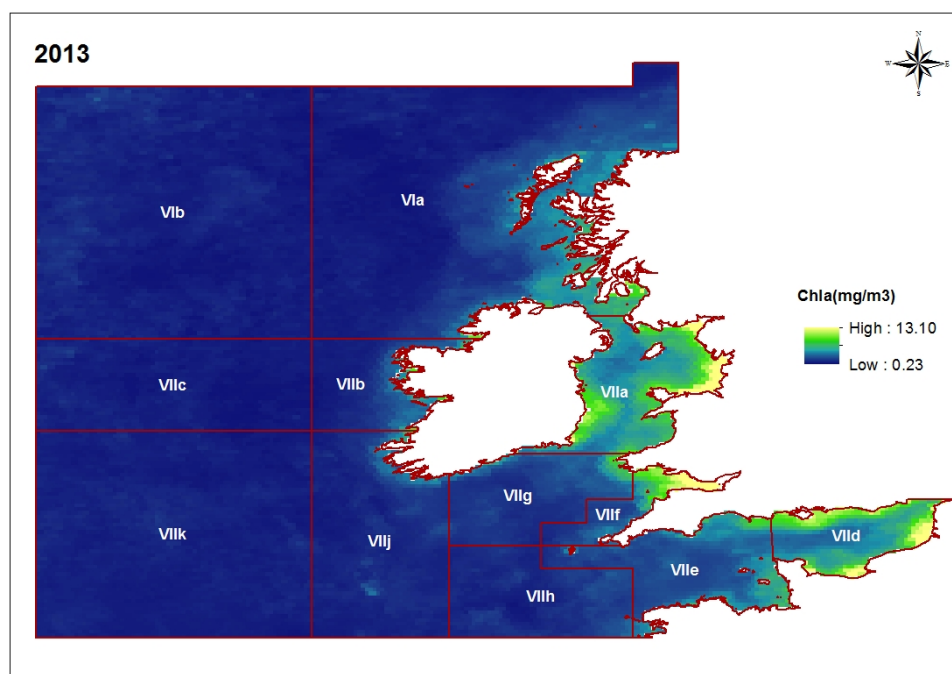 2013
N
W E
S
VIb
VIa
Chla(mg/m3)
High : 13.10
Low : 0.23
VIIc
VIIb
VIIa
VIIg
VIIf
VIIk
VIIj
VIId
VIIe
VIIh